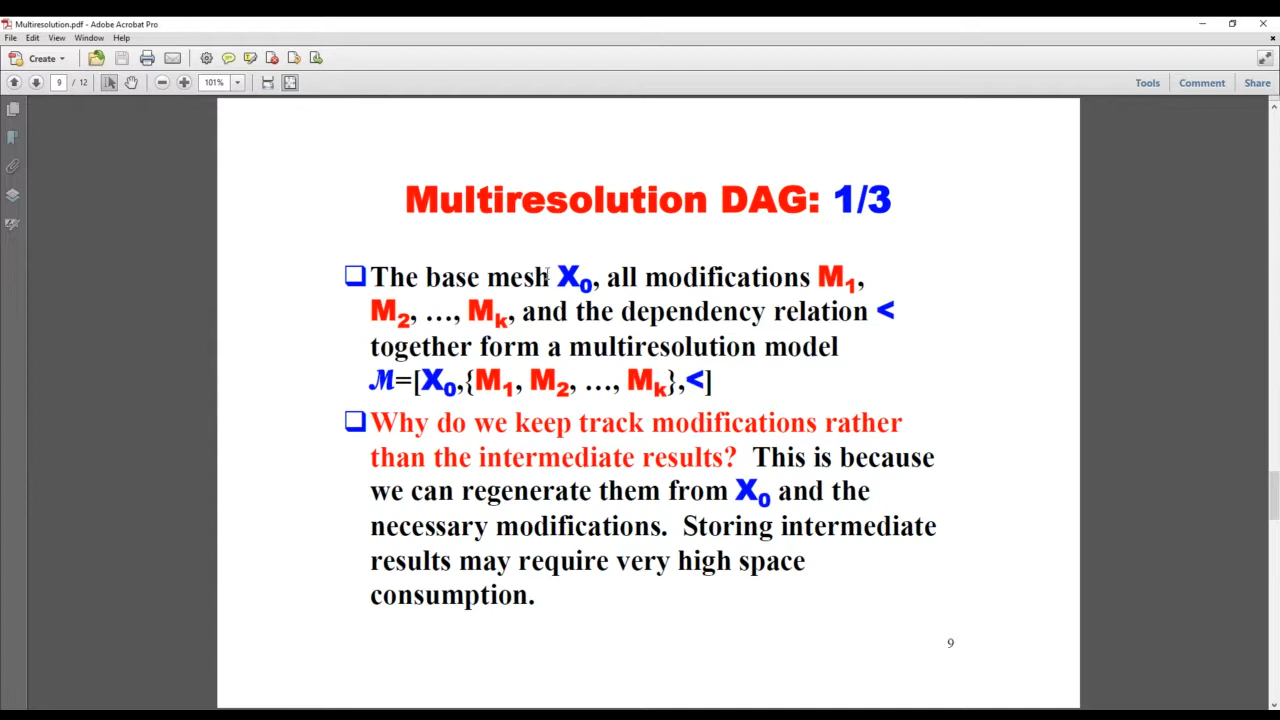 Multiresolution.pdf - Adobe Acrobat Pro
File Edit View Window Help
Create
9 / 12 101% Tools Comment Share
Multiresolution DAG: 1/3
The base mesh X0, all modifications M1,
M2, …, Mk, and the dependency relation <
together form a multiresolution model
M=[X0,{M1, M2, …, Mk},<]
Why do we keep track modifications rather
than the intermediate results? This is because
we can regenerate them from X0 and the
necessary modifications. Storing intermediate
results may require very high space
consumption.
9